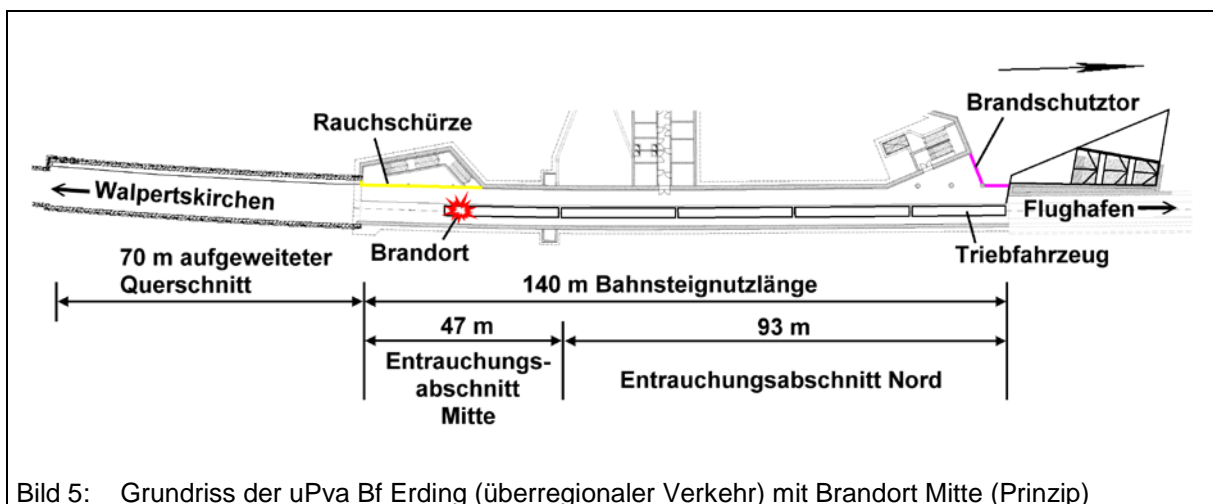 Brandschutztor
Rauchschürze
Walpertskirchen
Flughafen
Brandort
Triebfahrzeug
70 m aufgeweiteter
Querschnitt
140 m Bahnsteignutzlänge
47 m
93 m
Entrauchungs-
abschnitt
Mitte
Entrauchungsabschnitt Nord
Bild 5: Grundriss der uPva Bf Erding (überregionaler Verkehr) mit Brandort Mitte (Prinzip)